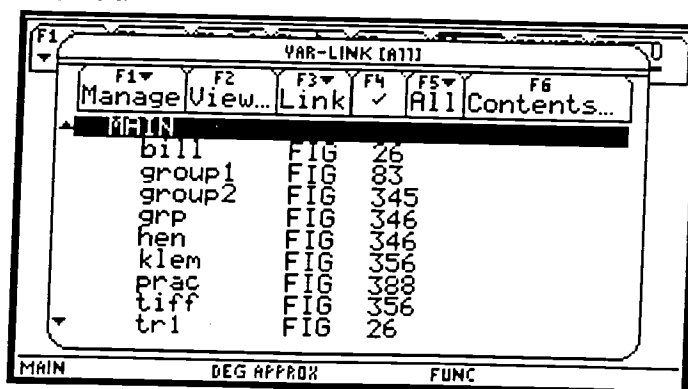 F1
VAR-LINK [All]
F1▼ F2 F3▼ F4 F5▼ F6
Manage View... Link ✓ All Contents...
MAIN
bill FIG 26
group1 FIG 83
group2 FIG 345
grp FIG 346
hen FIG 346
klem FIG 356
prac FIG 388
tiff FIG 356
tr1 FIG 26
MAIN DEG APPROX FUNC